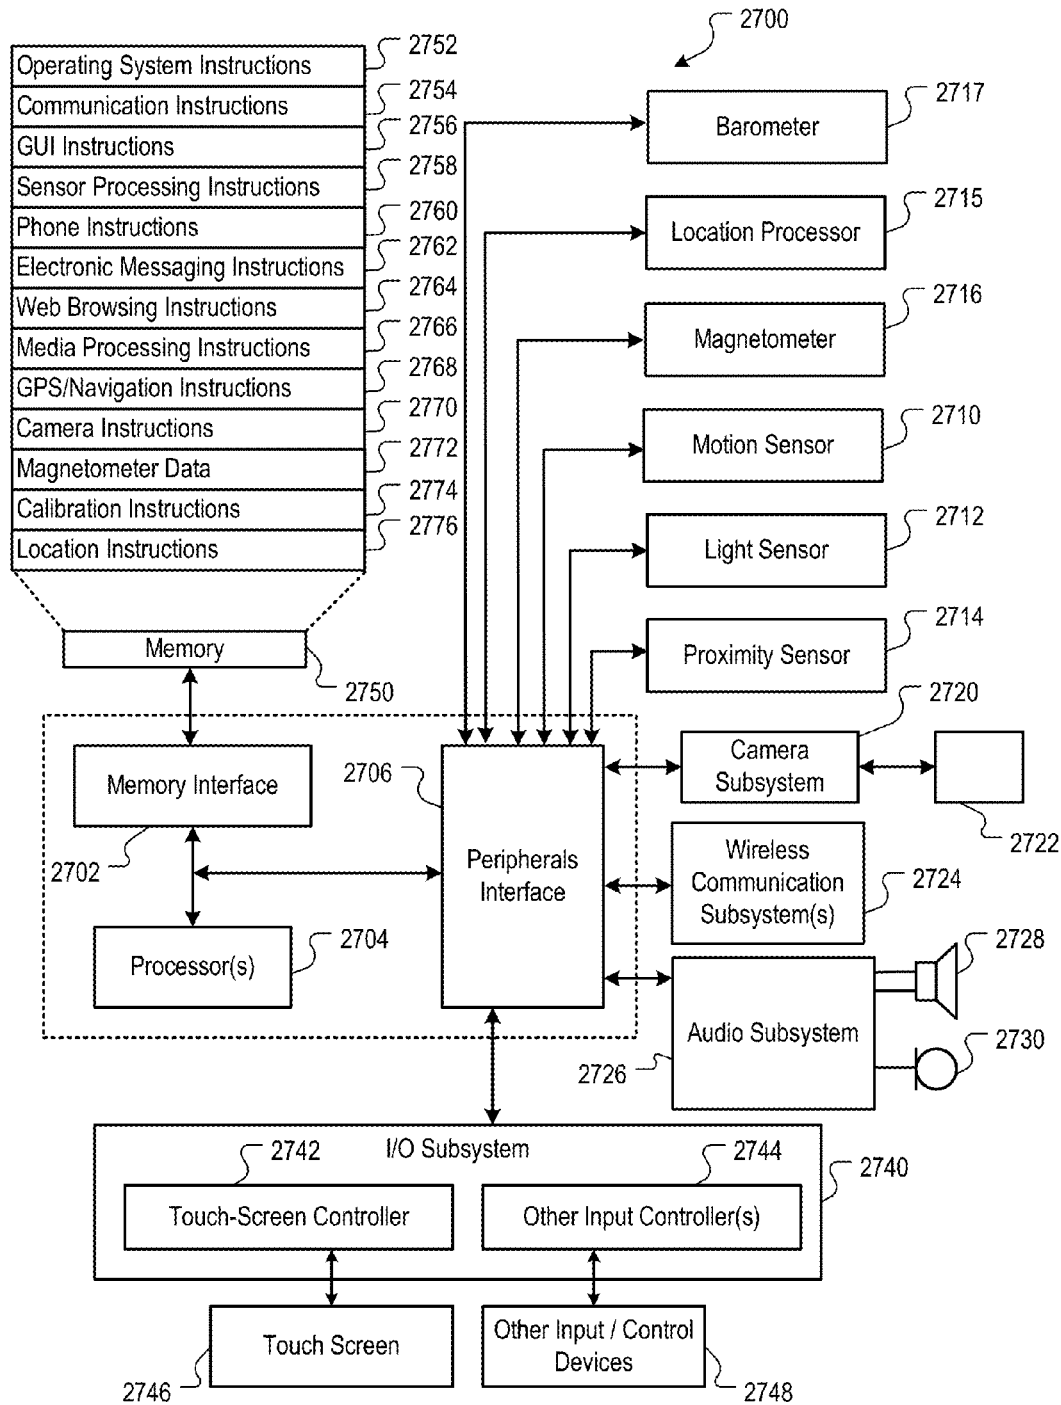 2700
Operating System Instructions
2752
Communication Instructions
2754
GUI Instructions
2756
Sensor Processing Instructions
2758
Phone Instructions
2760
Electronic Messaging Instructions
2762
Web Browsing Instructions
2764
Media Processing Instructions
2766
GPS/Navigation Instructions
2768
Camera Instructions
2770
Magnetometer Data
2772
Calibration Instructions
2774
Location Instructions
2776
Memory
2750
Barometer
2717
Location Processor
2715
Magnetometer
2716
Motion Sensor
2710
Light Sensor
2712
Proximity Sensor
2714
Memory Interface
2702
Processor(s)
2704
2706
Peripherals
Interface
Camera
Subsystem
2720
2722
Wireless
Communication
Subsystem(s)
2724
Audio Subsystem
2726
2728
2730
I/O Subsystem
2740
2742
Touch-Screen Controller
2744
Other Input Controller(s)
Touch Screen
2746
Other Input / Control
Devices
2748